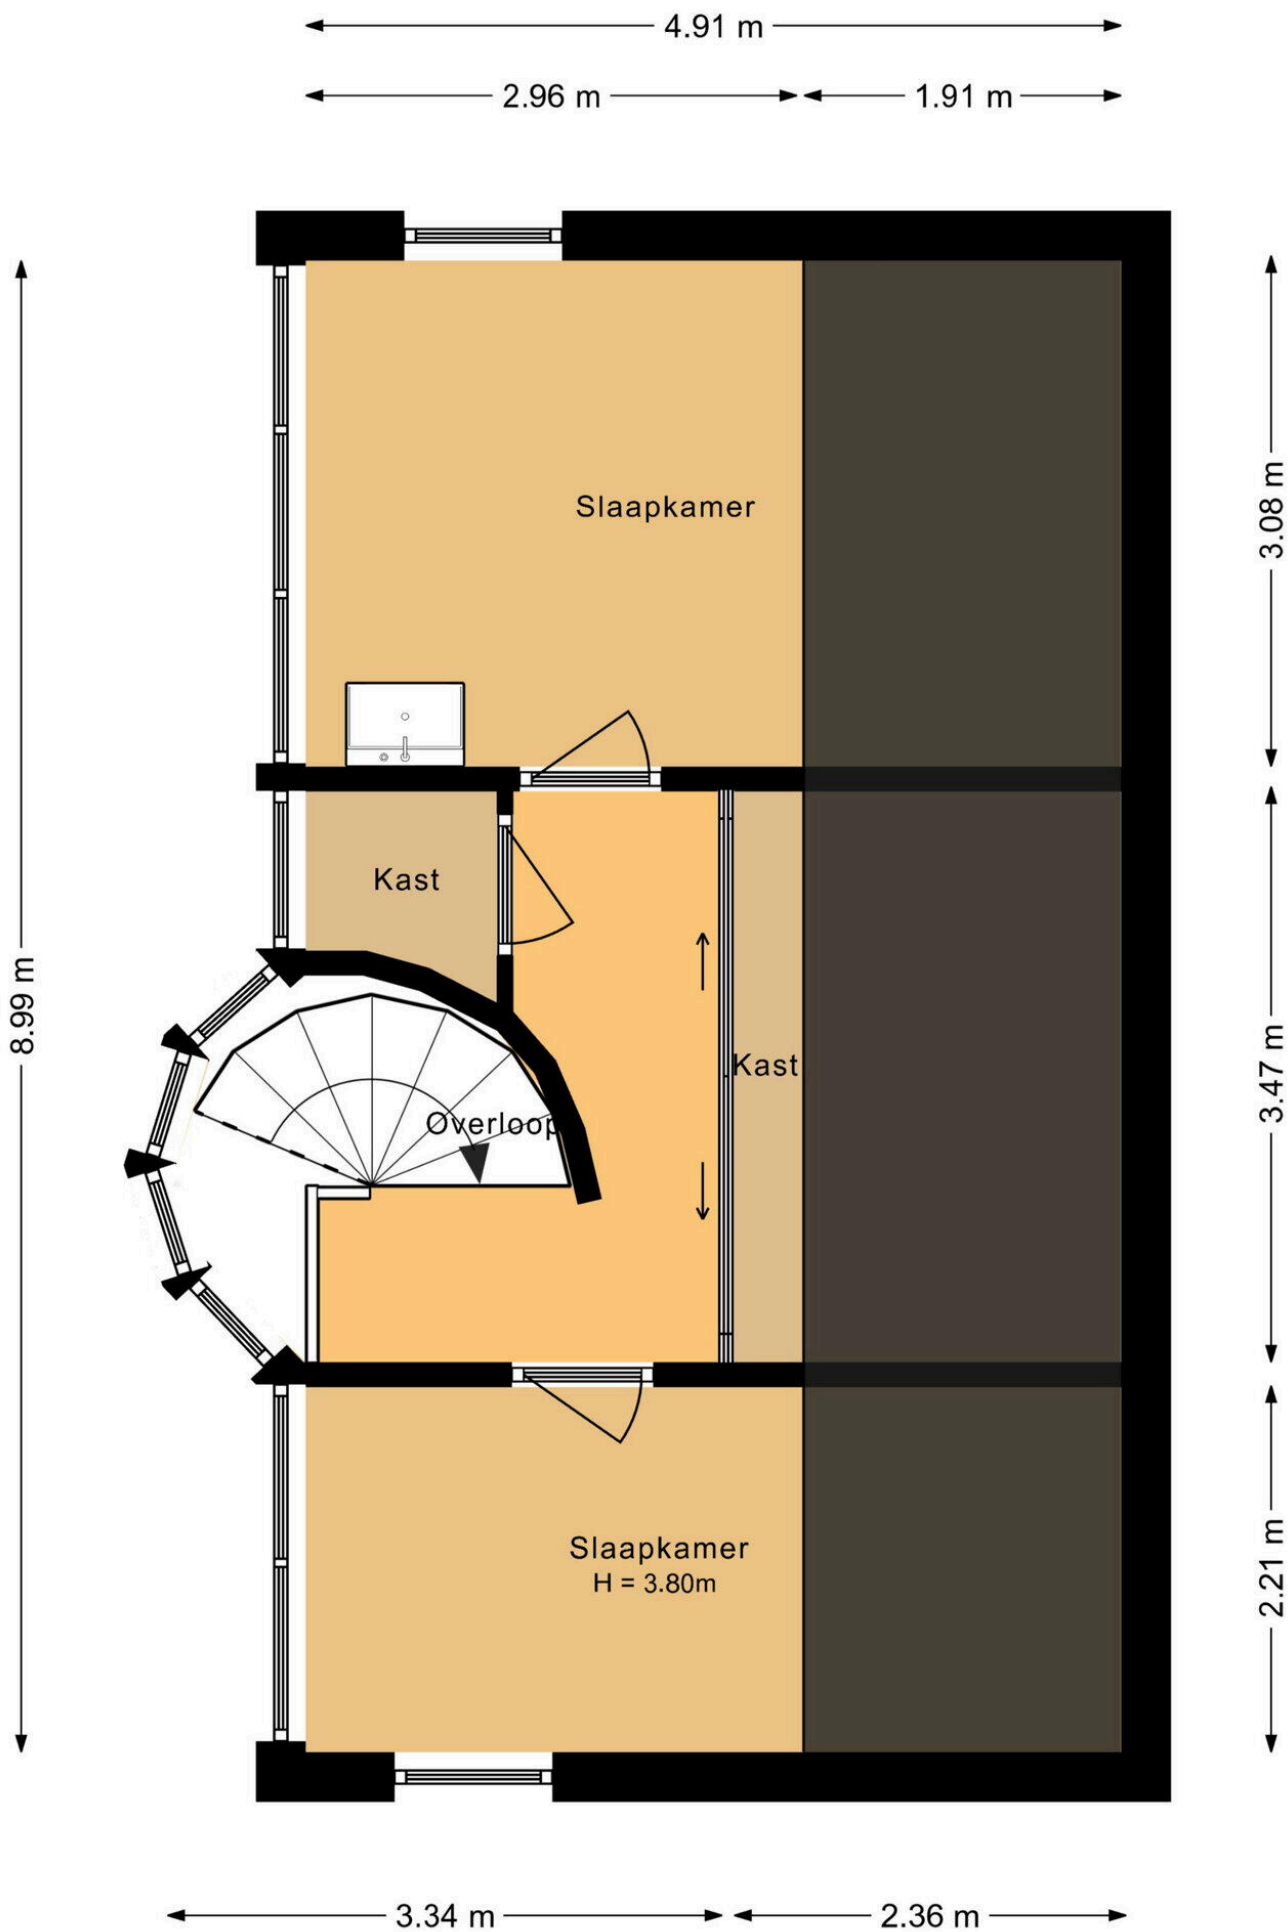 4.91 m
2.96 m
1.91 m
Slaapkamer
3.08 m
Kast
8.99 m
Kast
3.47 m
Overloop
Slaapkamer
H = 3.80m
2.21 m
3.34 m
2.36 m